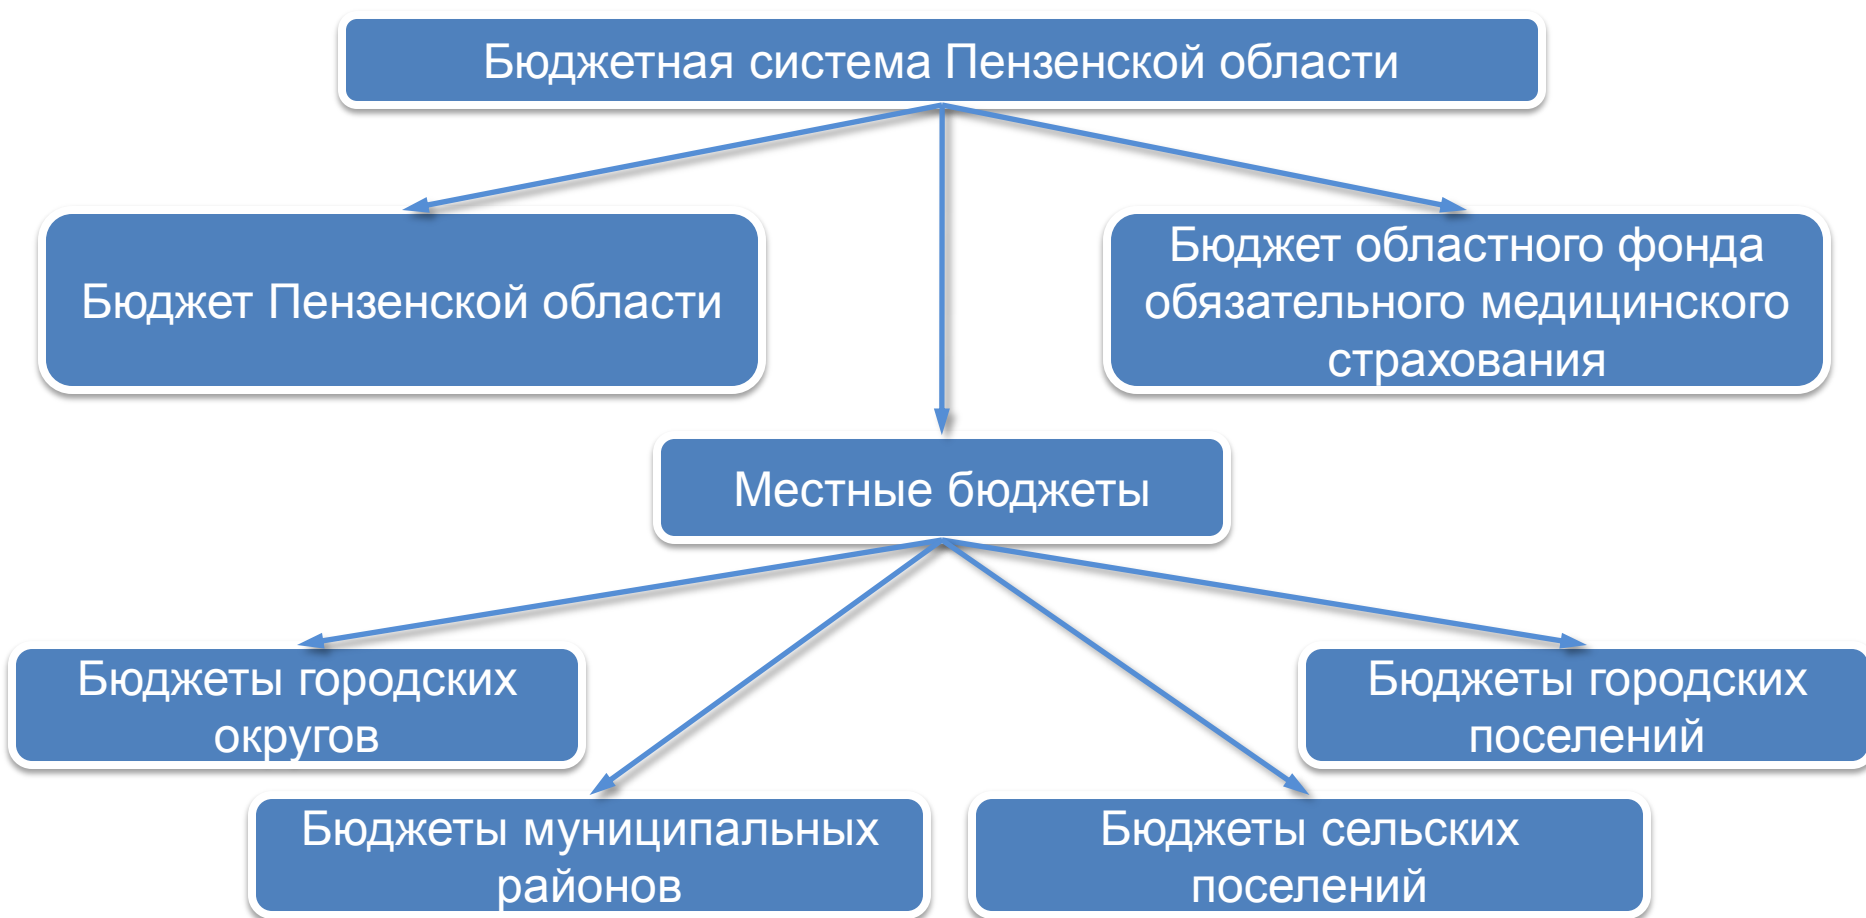 Бюджетная система Пензенской области
Бюджет Пензенской области
Бюджет областного фонда
обязательного медицинского
страхования
Местные бюджеты
Бюджеты городских
округов
Бюджеты городских
поселений
Бюджеты муниципальных
районов
Бюджеты сельских
поселений